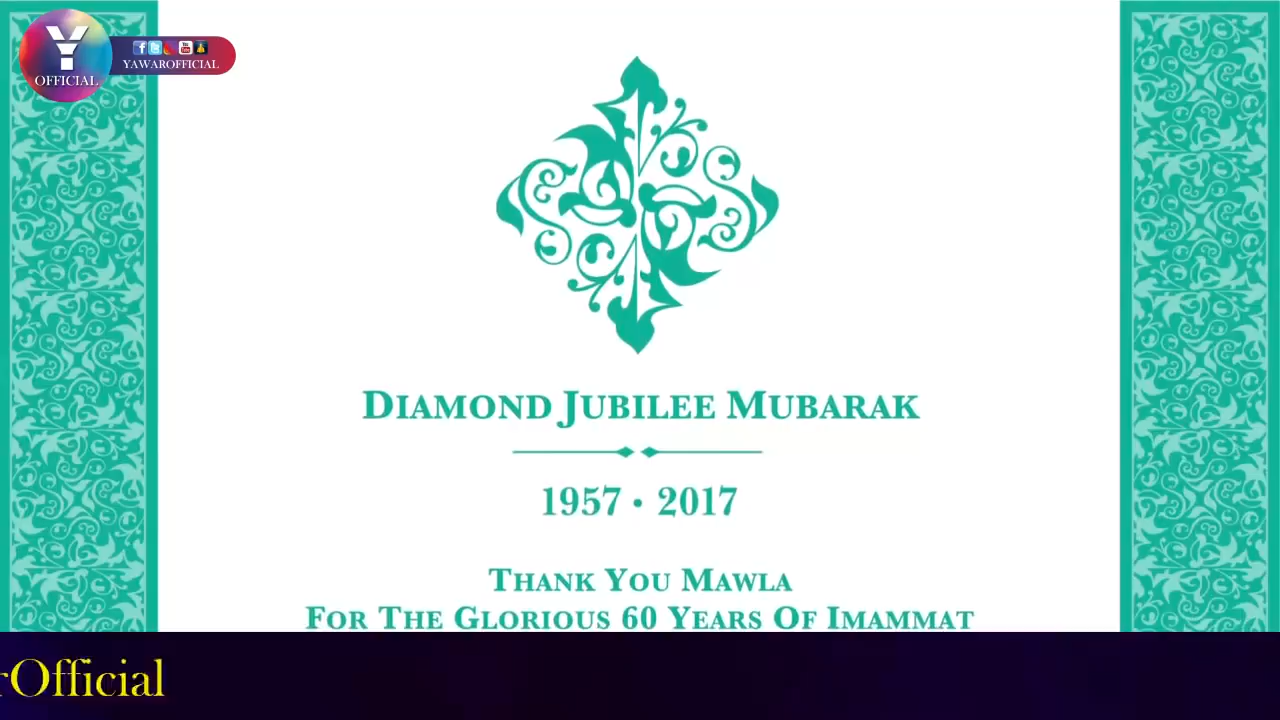 Y
OFFICIAL
YAWAROFFICIAL
DIAMOND JUBILEE MUBARAK
1957 • 2017
THANK YOU MAWLA
FOR THE GLORIOUS 60 YEARS OF IMAMMAT
rOfficial